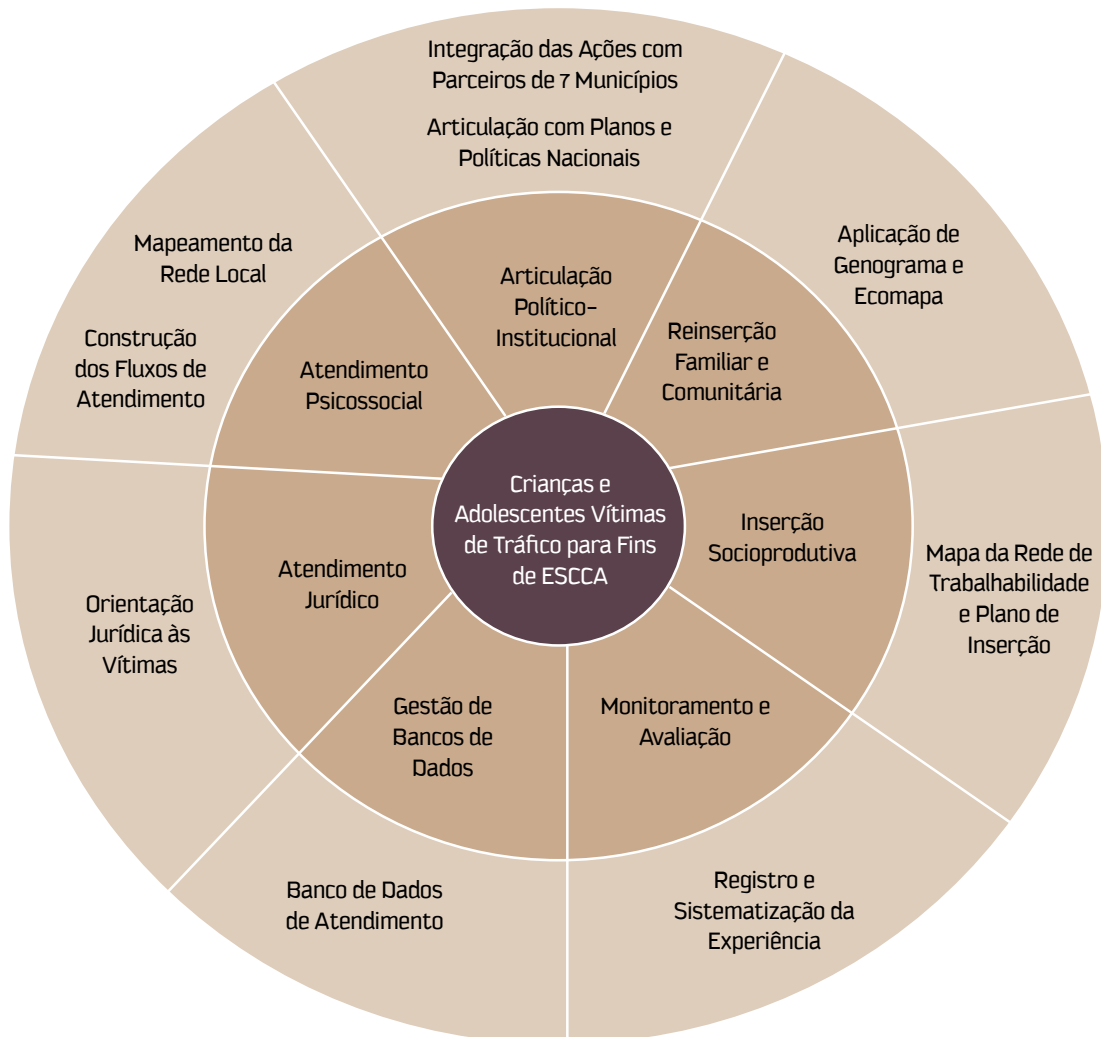 Integração das Ações com
Parceiros de 7 Municípios
Articulação com Planos e
Políticas Nacionais
Mapeamento da
Rede Local
Construção
dos Fluxos de
Atendimento
Aplicação de
Genograma e
Ecomapa
Articulação
Político-
Institucional
Reinserção
Familiar e
Comunitária
Atendimento
Psicossocial
Crianças e
Adolescentes Vítimas
de Tráfico para Fins
de ESCCA
Inserção
Socioprodutiva
Mapa da Rede de
Trabalhabilidade
e Plano de
Inserção
Atendimento
Jurídico
Orientação
Jurídica às
Vítimas
Gestão de
Bancos de
Dados
Monitoramento e
Avaliação
Banco de Dados
de Atendimento
Registro e
Sistematização da
Experiência